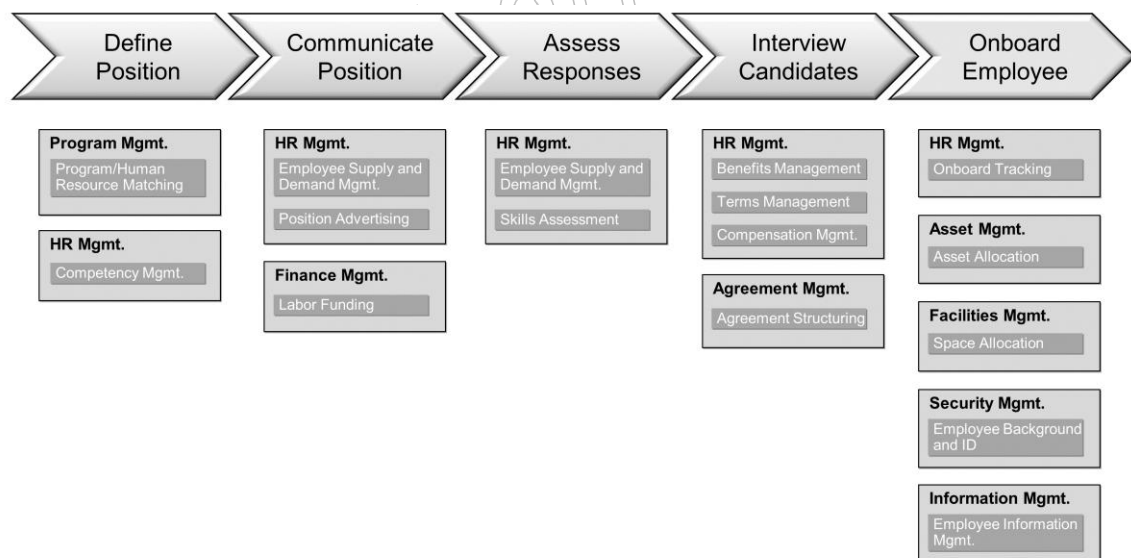 Define
Position
Communicate
Position
Assess
Responses
Interview
Candidates
Onboard
Employee
Program Mgmt.
Program/Human
Resource Matching
HR Mgmt.
Competency Mgmt.
HR Mgmt.
Employee Supply and
Demand Mgmt.
Position Advertising
Finance Mgmt.
Labor Funding
HR Mgmt.
Employee Supply and
Demand Mgmt.
Skills Assessment
HR Mgmt.
Benefits Management
Terms Management
Compensation Mgmt.
Agreement Mgmt.
Agreement Structuring
HR Mgmt.
Onboard Tracking
Asset Mgmt.
Asset Allocation
Facilities Mgmt.
Space Allocation
Security Mgmt.
Employee Background
and ID
Information Mgmt.
Employee Information
Mgmt.